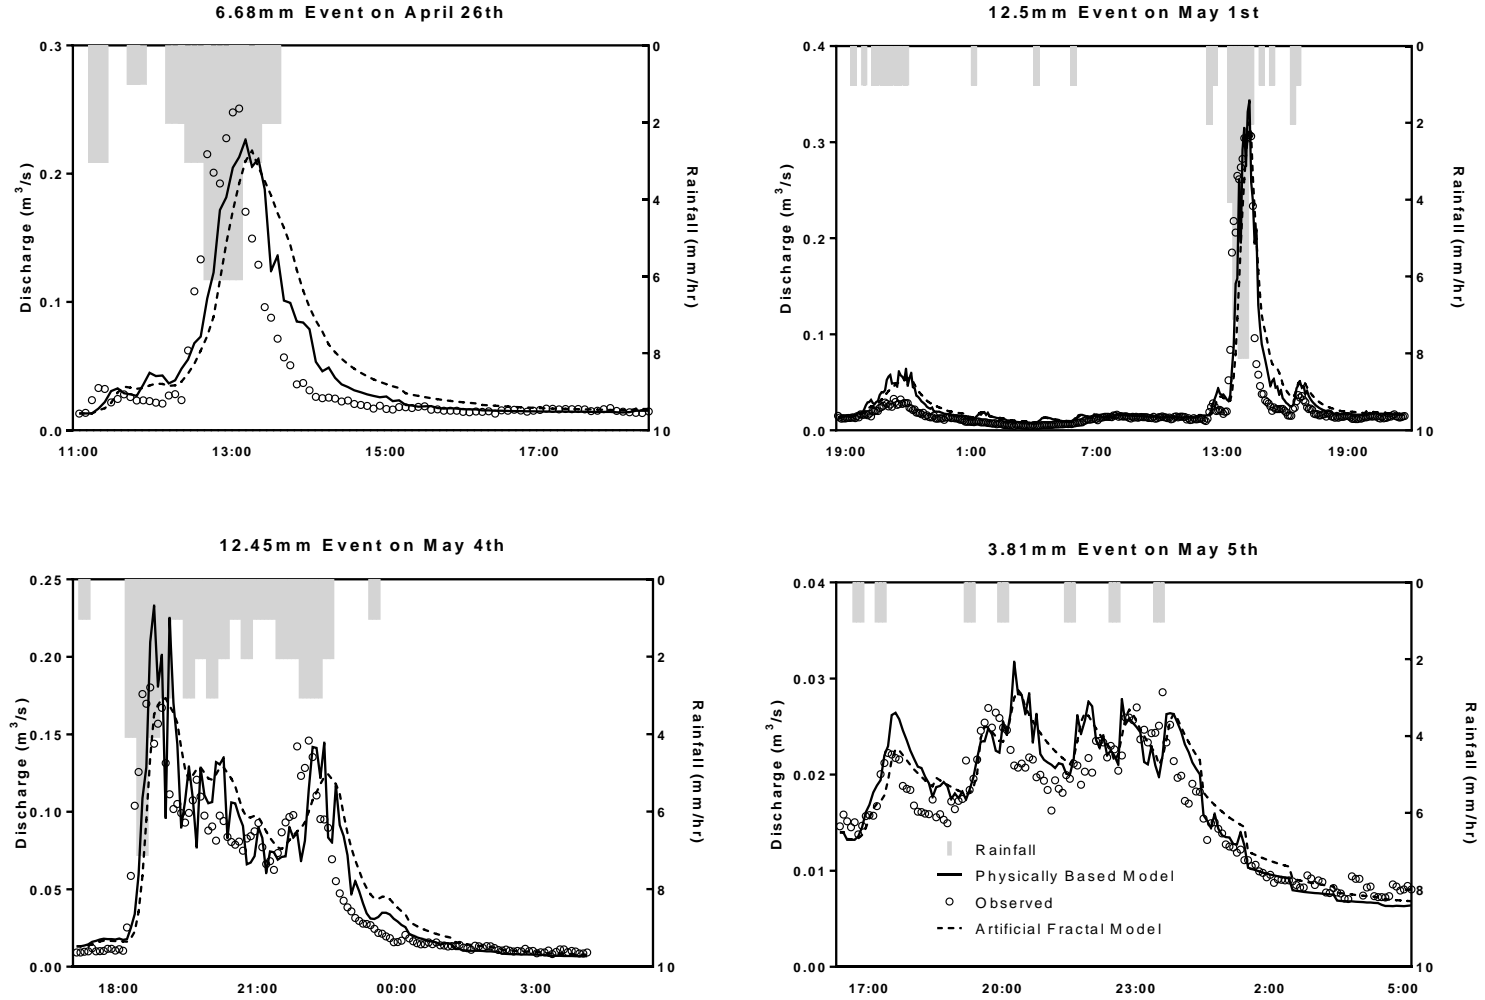 6.68mm Event on April 26th
0.3
0.2
0.1
0.0
Discharge (m³/s)
0
2
4
6
8
10
Rainfall (mm/hr)
11:00 13:00 15:00 17:00
12.5mm Event on May 1st
0.4
0.3
0.2
0.1
0.0
Discharge (m³/s)
0
2
4
6
8
10
Rainfall (mm/hr)
19:00 1:00 7:00 13:00 19:00
12.45mm Event on May 4th
0.25
0.20
0.15
0.10
0.05
0.00
Discharge (m³/s)
0
2
4
6
8
10
Rainfall (mm/hr)
18:00 21:00 00:00 3:00
3.81mm Event on May 5th
0.04
0.03
0.02
0.01
0.00
Discharge (m³/s)
0
2
4
6
8
10
Rainfall (mm/hr)
17:00 20:00 23:00 2:00 5:00
Rainfall
Physically Based Model
Observed
Artificial Fractal Model